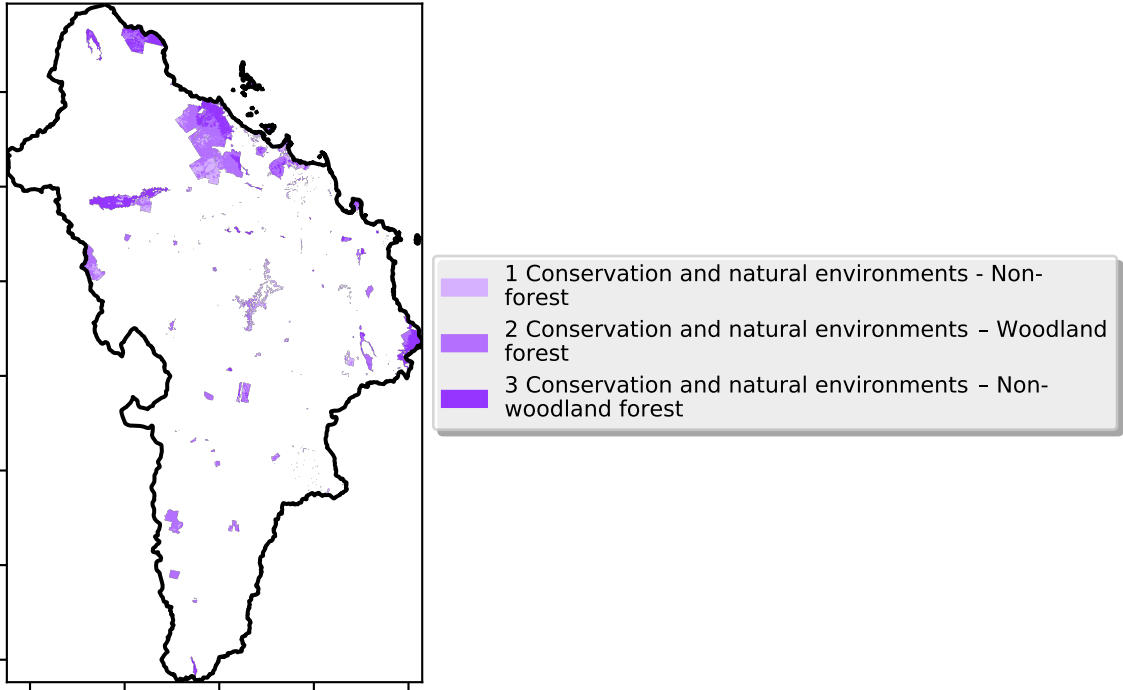 1 Conservation and natural environments - Non-
forest
2 Conservation and natural environments – Woodland
forest
3 Conservation and natural environments – Non-
woodland forest